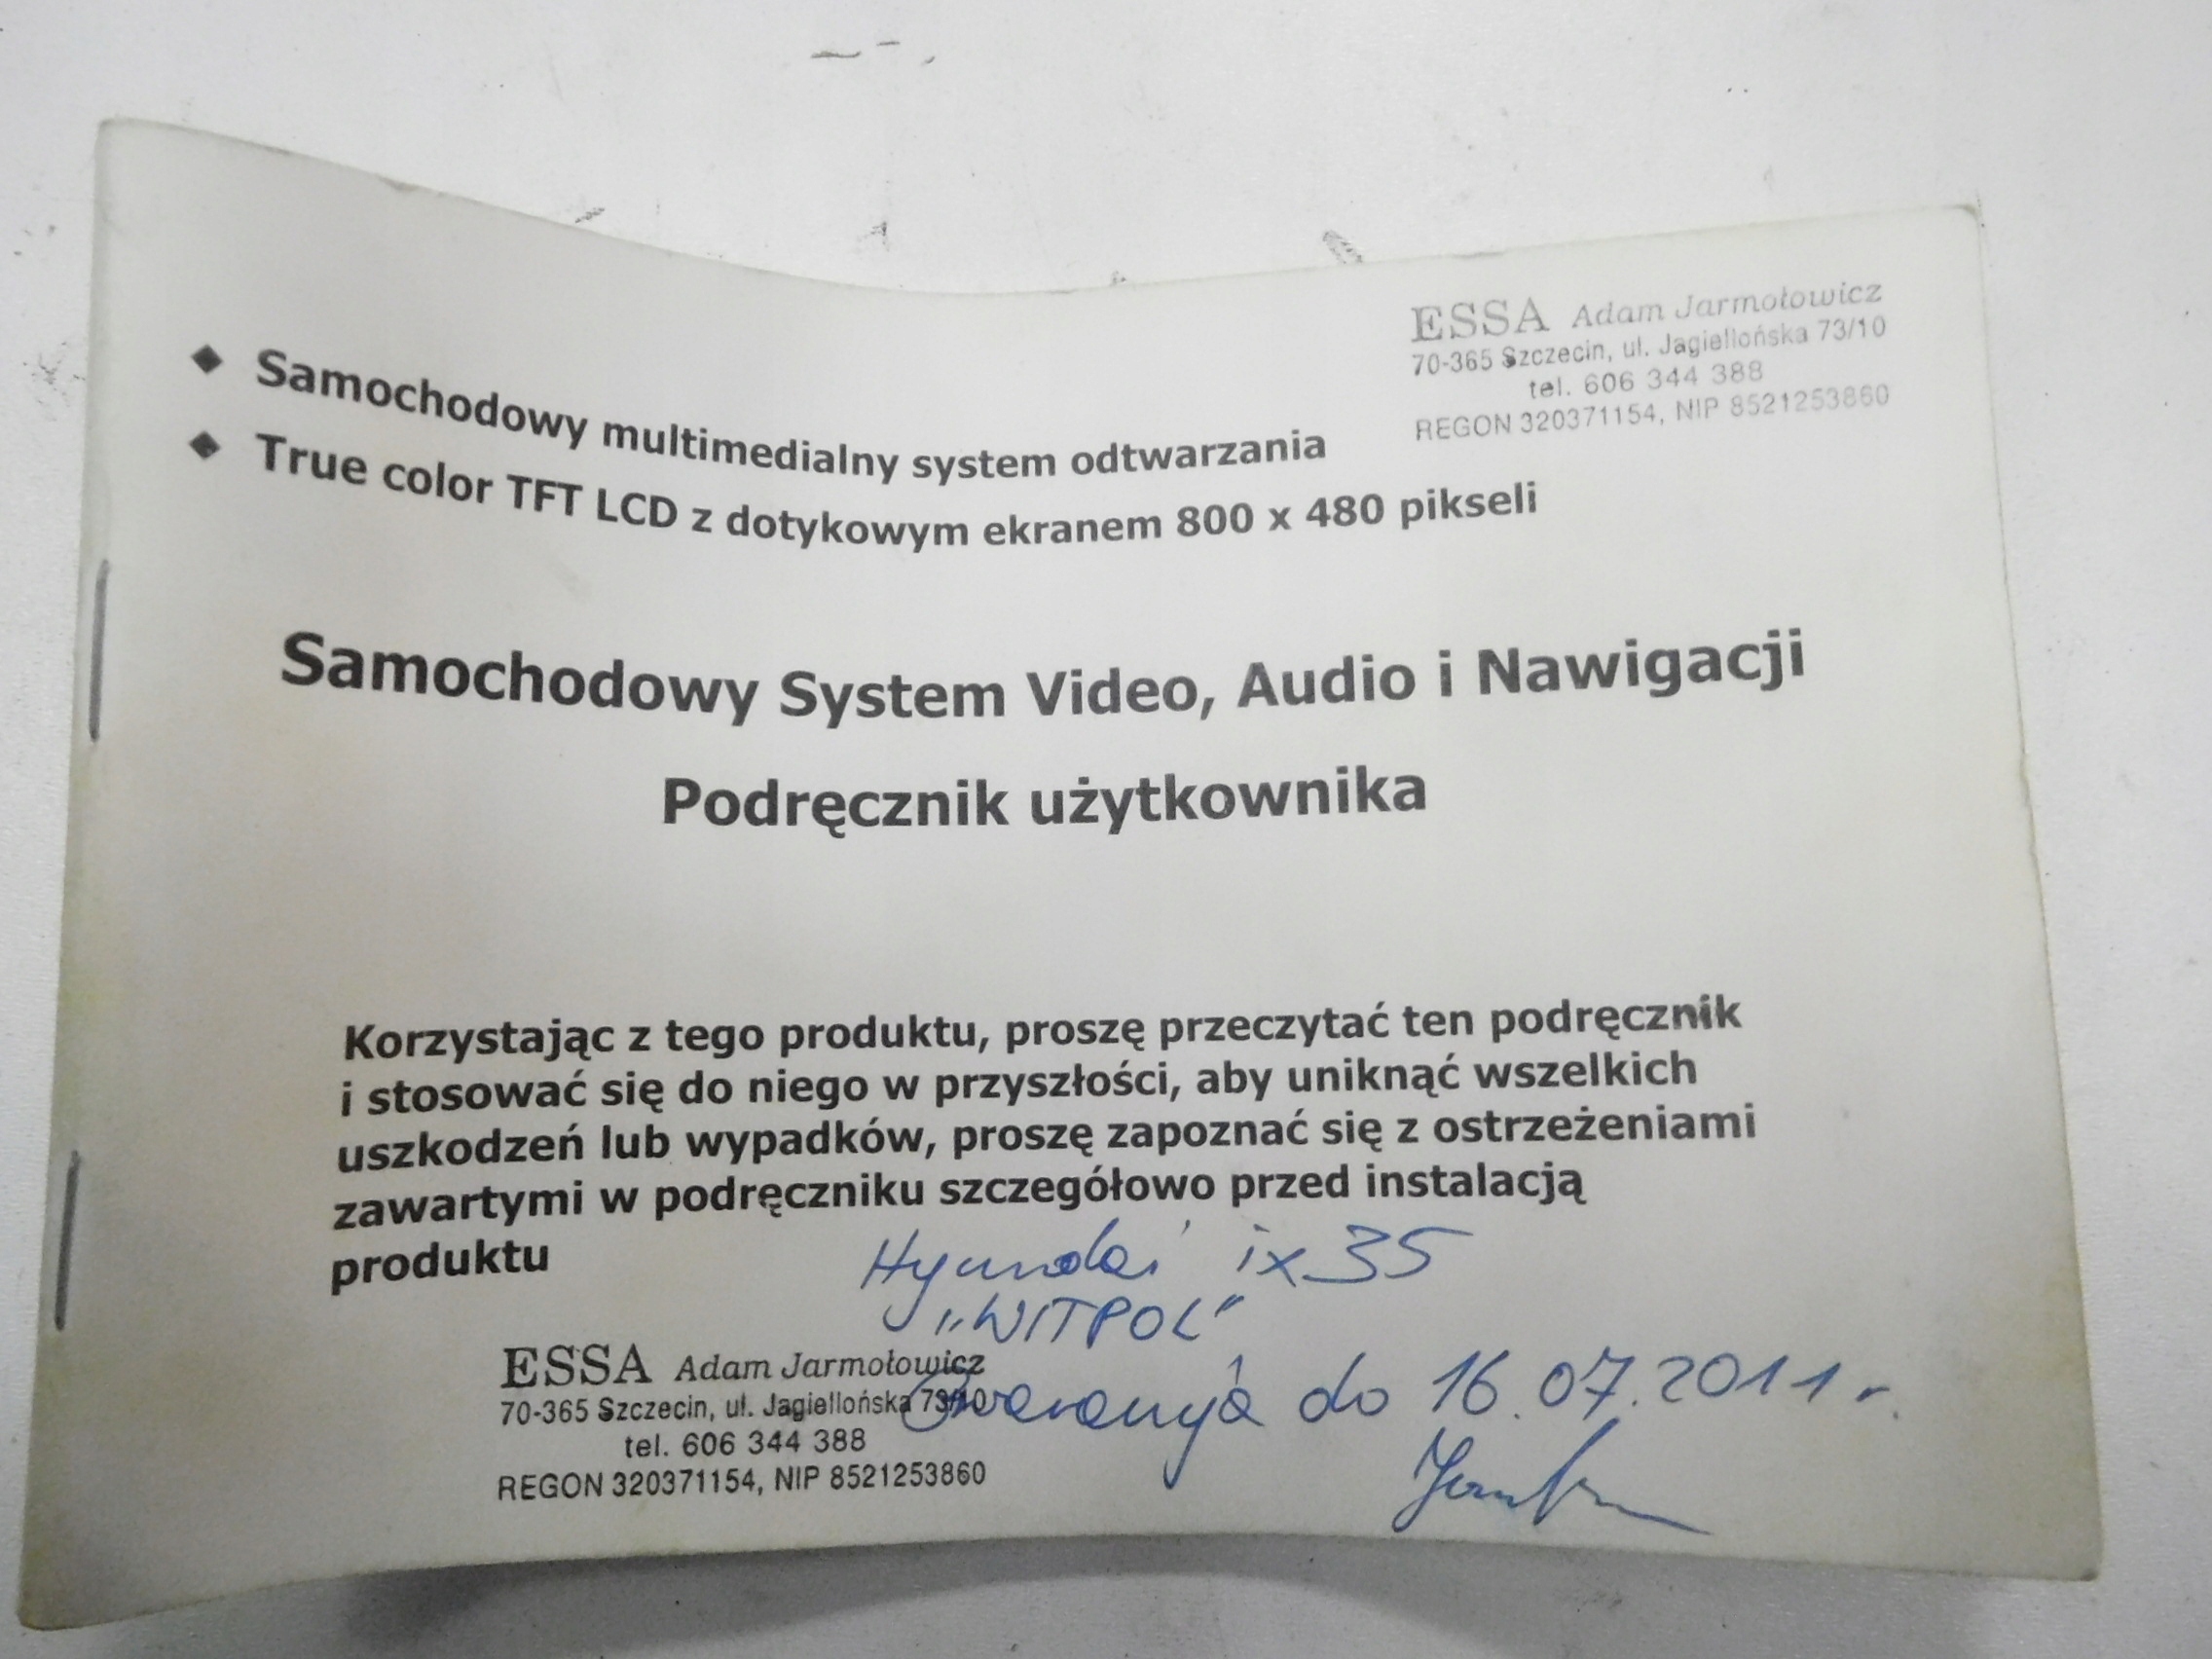 ESSA Adam Jarmołowicz
70-365 Szczecin, ul. Jagiellońska 73/10
tel. 606 344 388
REGON 320371154, NIP 8521253860
◆ Samochodowy multimedialny system odtwarzania
◆ True color TFT LCD z dotykowym ekranem 800 x 480 pikseli
Samochodowy System Video, Audio i Nawigacji
Podręcznik użytkownika
Korzystając z tego produktu, proszę przeczytać ten podręcznik
i stosować się do niego w przyszłości, aby uniknąć wszelkich
uszkodzeń lub wypadków, proszę zapoznać się z ostrzeżeniami
zawartymi w podręczniku szczegółowo przed instalacją
produktu
Hyundai ix35
„WITPOL”
Gwarancja do 16.07.2011 r.
ESSA Adam Jarmołowicz
70-365 Szczecin, ul. Jagiellońska 73/10
tel. 606 344 388
REGON 320371154, NIP 8521253860